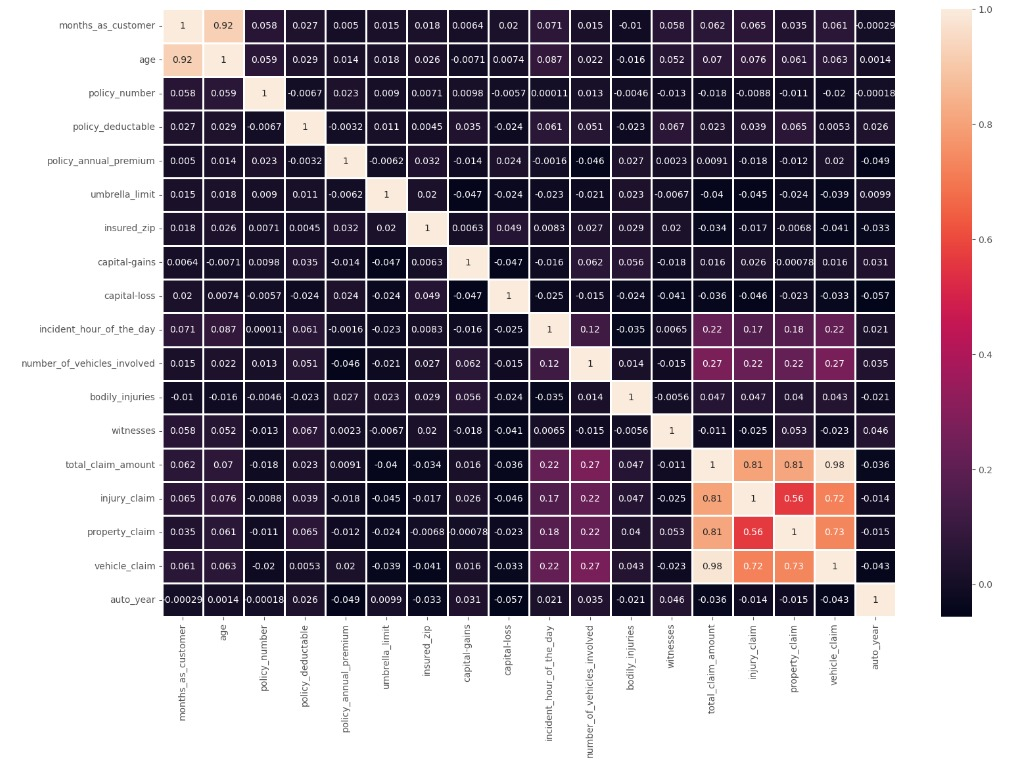 months_as_customer 1 0.92 0.058 0.027 0.005 0.015 0.018 0.0064 0.02 0.071 0.015 -0.01 0.058 0.062 0.065 0.035 0.061 -0.00029
age 0.92 1 0.059 0.029 0.014 0.018 0.026 -0.0071 0.0074 0.087 0.022 -0.016 0.052 0.07 0.076 0.061 0.063 0.0014
policy_number 0.058 0.059 1 -0.0067 0.023 0.009 0.0071 0.0098 -0.0057 0.00011 0.013 -0.0046 -0.013 -0.018 -0.0088 -0.011 -0.02 -0.00018
policy_deductable 0.027 0.029 -0.0067 1 -0.0032 0.011 0.0045 0.035 -0.024 0.061 0.051 -0.023 0.067 0.023 0.039 0.065 0.0053 0.026
policy_annual_premium 0.005 0.014 0.023 -0.0032 1 -0.0062 0.032 -0.014 0.024 -0.0016 -0.046 0.027 0.0023 0.0091 -0.018 -0.012 0.02 -0.049
umbrella_limit 0.015 0.018 0.009 0.011 -0.0062 1 0.02 -0.047 -0.024 -0.023 -0.021 0.023 -0.0067 -0.04 -0.045 -0.024 -0.039 0.0099
insured_zip 0.018 0.026 0.0071 0.0045 0.032 0.02 1 0.0063 0.049 0.0083 0.027 0.029 0.02 -0.034 -0.017 -0.0068 -0.041 -0.033
capital-gains 0.0064 -0.0071 0.0098 0.035 -0.014 -0.047 0.0063 1 -0.047 -0.016 0.062 0.056 -0.018 0.016 0.026 -0.00078 0.016 0.031
capital-loss 0.02 0.0074 -0.0057 -0.024 0.024 -0.024 0.049 -0.047 1 -0.025 -0.015 -0.024 -0.041 -0.036 -0.046 -0.023 -0.033 -0.057
incident_hour_of_the_day 0.071 0.087 0.00011 0.061 -0.0016 -0.023 0.0083 -0.016 -0.025 1 0.12 -0.035 0.0065 0.22 0.17 0.18 0.22 0.021
number_of_vehicles_involved 0.015 0.022 0.013 0.051 -0.046 -0.021 0.027 0.062 -0.015 0.12 1 0.014 -0.015 0.27 0.22 0.22 0.27 0.035
bodily_injuries -0.01 -0.016 -0.0046 -0.023 0.027 0.023 0.029 0.056 -0.024 -0.035 0.014 1 -0.0056 0.047 0.047 0.04 0.043 -0.021
witnesses 0.058 0.052 -0.013 0.067 0.0023 -0.0067 0.02 -0.018 -0.041 0.0065 -0.015 -0.0056 1 -0.011 -0.025 0.053 -0.023 0.046
total_claim_amount 0.062 0.07 -0.018 0.023 0.0091 -0.04 -0.034 0.016 -0.036 0.22 0.27 0.047 -0.011 1 0.81 0.81 0.98 -0.036
injury_claim 0.065 0.076 -0.0088 0.039 -0.018 -0.045 -0.017 0.026 -0.046 0.17 0.22 0.047 -0.025 0.81 1 0.56 0.72 -0.014
property_claim 0.035 0.061 -0.011 0.065 -0.012 -0.024 -0.0068 -0.00078 -0.023 0.18 0.22 0.04 0.053 0.81 0.56 1 0.73 -0.015
vehicle_claim 0.061 0.063 -0.02 0.0053 0.02 -0.039 -0.041 0.016 -0.033 0.22 0.27 0.043 -0.023 0.98 0.72 0.73 1 -0.043
auto_year -0.00029 0.0014 -0.00018 0.026 -0.049 0.0099 -0.033 0.031 -0.057 0.021 0.035 -0.021 0.046 -0.036 -0.014 -0.015 -0.043 1
months_as_customer
age
policy_number
policy_deductable
policy_annual_premium
umbrella_limit
insured_zip
capital-gains
capital-loss
incident_hour_of_the_day
number_of_vehicles_involved
bodily_injuries
witnesses
total_claim_amount
injury_claim
property_claim
vehicle_claim
auto_year
1.0
0.8
0.6
0.4
0.2
0.0